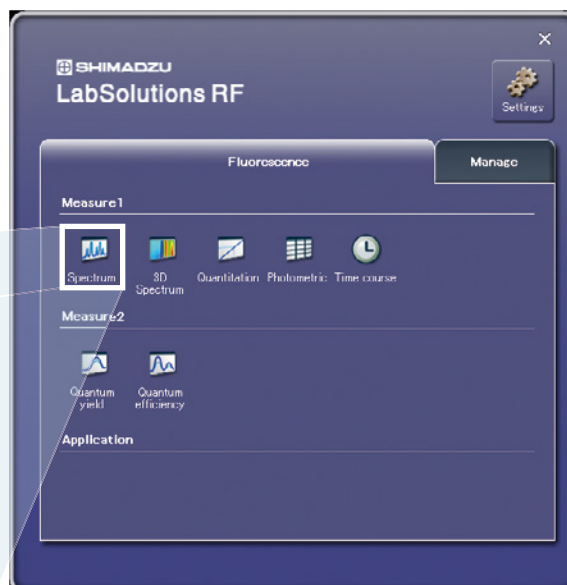 SHIMADZU
LabSolutions RF
Settings
Fluorescence
Manage
Measure1
Spectrum
3D
Spectrum
Quantitation
Photometric
Time course
Measure2
Quantum
yield
Quantum
efficiency
Application